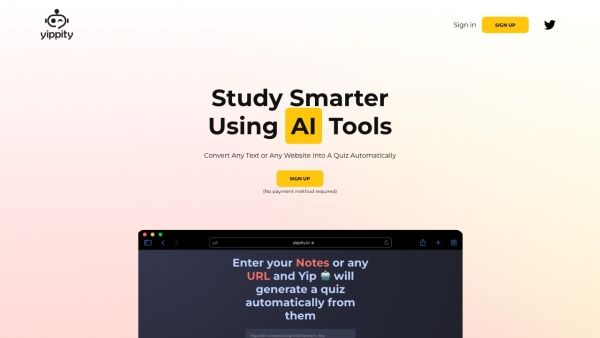 yippity
Sign in
SIGN UP
Study Smarter
Using AI Tools
Convert Any Text or Any Website Into A Quiz Automatically
SIGN UP
(No payment method required)
yippity.io
Enter your Notes or any
URL and Yip will
generate a quiz
automatically from
them